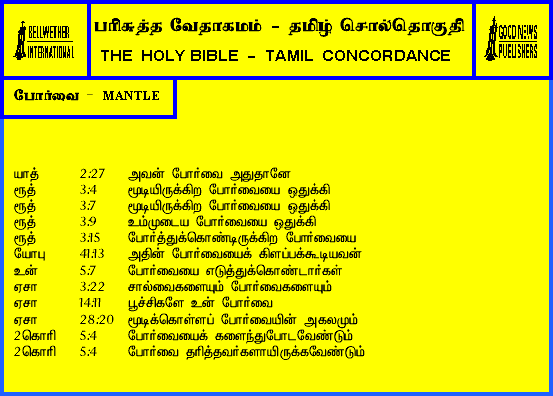 BELLWETHER
INTERNATIONAL
பரிசுத்த வேதாகமம் - தமிழ் சொல்தொகுதி
THE HOLY BIBLE - TAMIL CONCORDANCE
GOOD NEWS
PUBLISHERS
போர்வை - MANTLE
யாத் 2:27 அவன் போர்வை அதுதானே
ரூத் 3:4 மூடியிருக்கிற போர்வையை ஒதுக்கி
ரூத் 3:7 மூடியிருக்கிற போர்வையை ஒதுக்கி
ரூத் 3:9 உம்முடைய போர்வையை ஒதுக்கி
ரூத் 3:15 போர்த்துக்கொண்டிருக்கிற போர்வையை
யோபு 41:13 அதின் போர்வையைக் கிளப்பக்கூடியவன்
உன் 5:7 போர்வையை எடுத்துக்கொண்டார்கள்
ஏசா 3:22 சால்வைகளையும் போர்வைகளையும்
ஏசா 14:11 பூச்சிகளே உன் போர்வை
ஏசா 28:20 மூடிக்கொள்ளப் போர்வையின் அகலமும்
2கொரி 5:4 போர்வையைக் களைந்துபோடவேண்டும்
2கொரி 5:4 போர்வை தரித்தவர்களாயிருக்கவேண்டும்